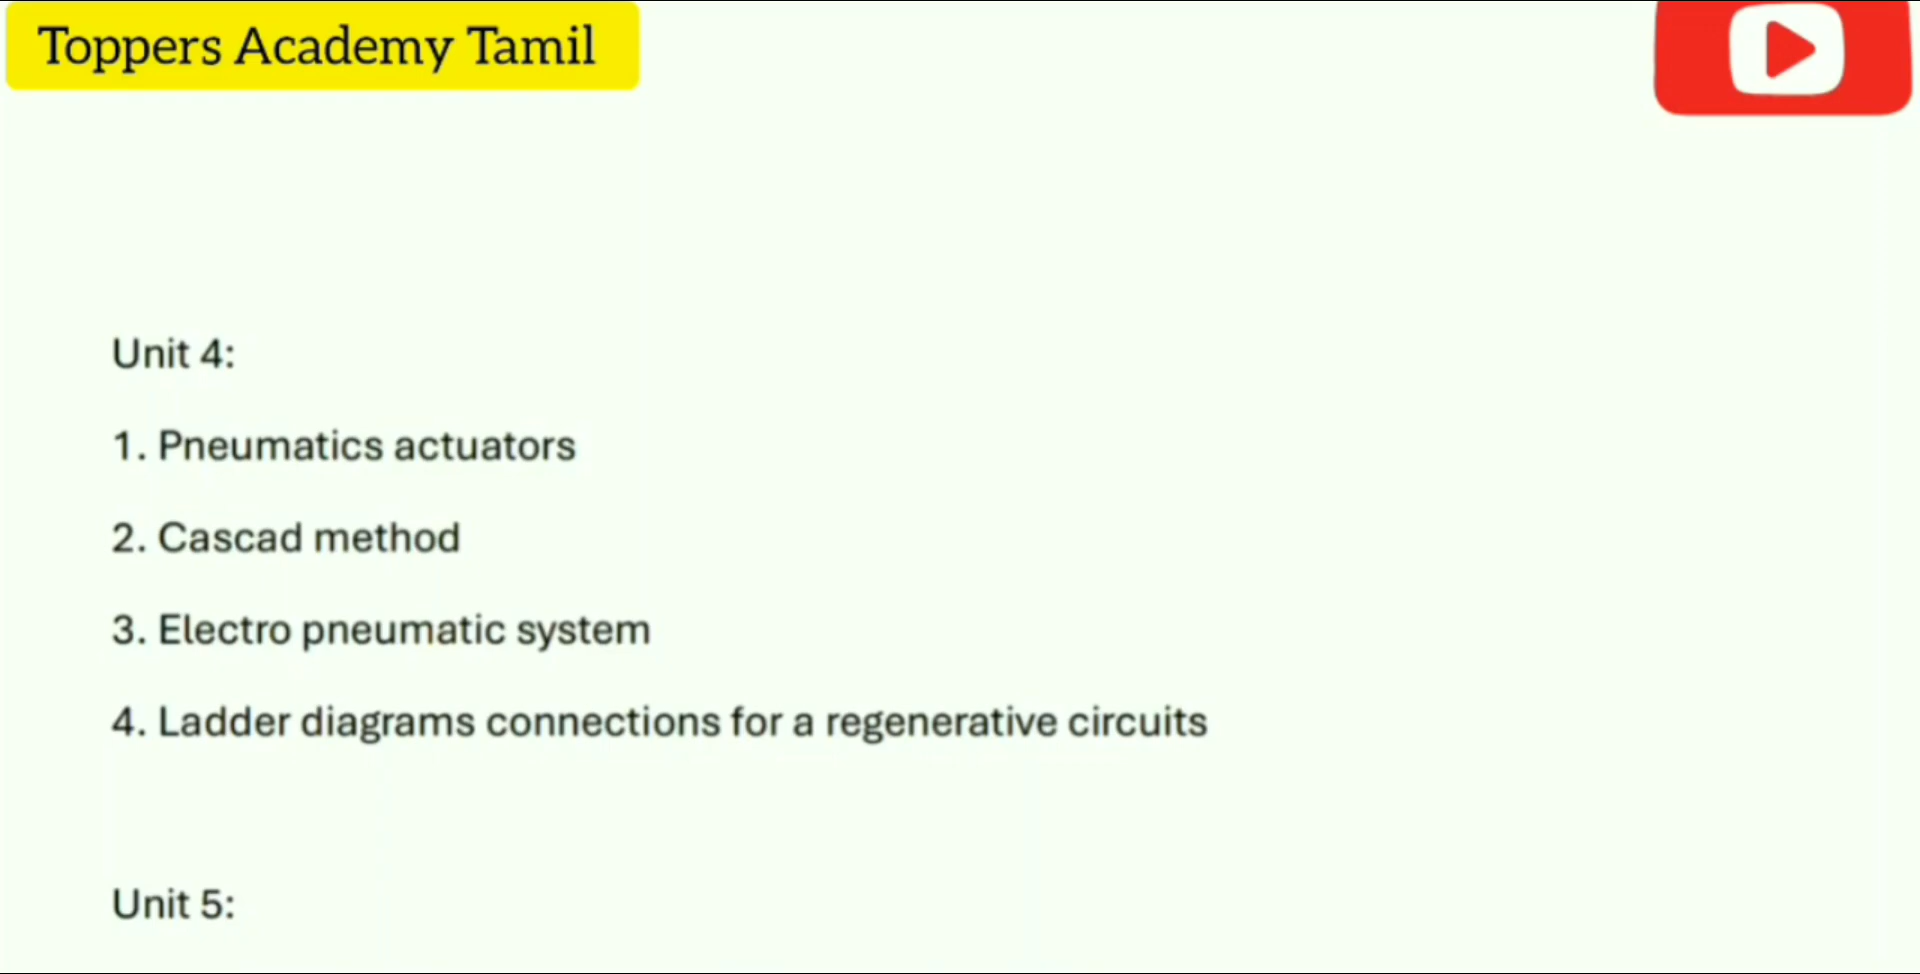 Toppers Academy Tamil
Unit 4:
1. Pneumatics actuators
2. Cascad method
3. Electro pneumatic system
4. Ladder diagrams connections for a regenerative circuits
Unit 5: